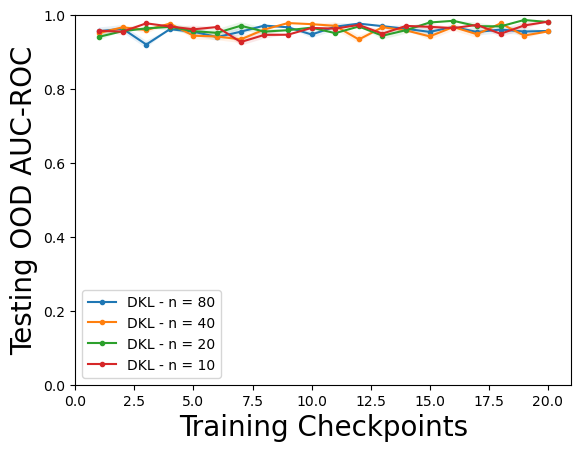 Testing OOD AUC-ROC
1.0
0.8
0.6
0.4
0.2
0.0
DKL - n = 80
DKL - n = 40
DKL - n = 20
DKL - n = 10
0.0 2.5 5.0 7.5 10.0 12.5 15.0 17.5 20.0
Training Checkpoints